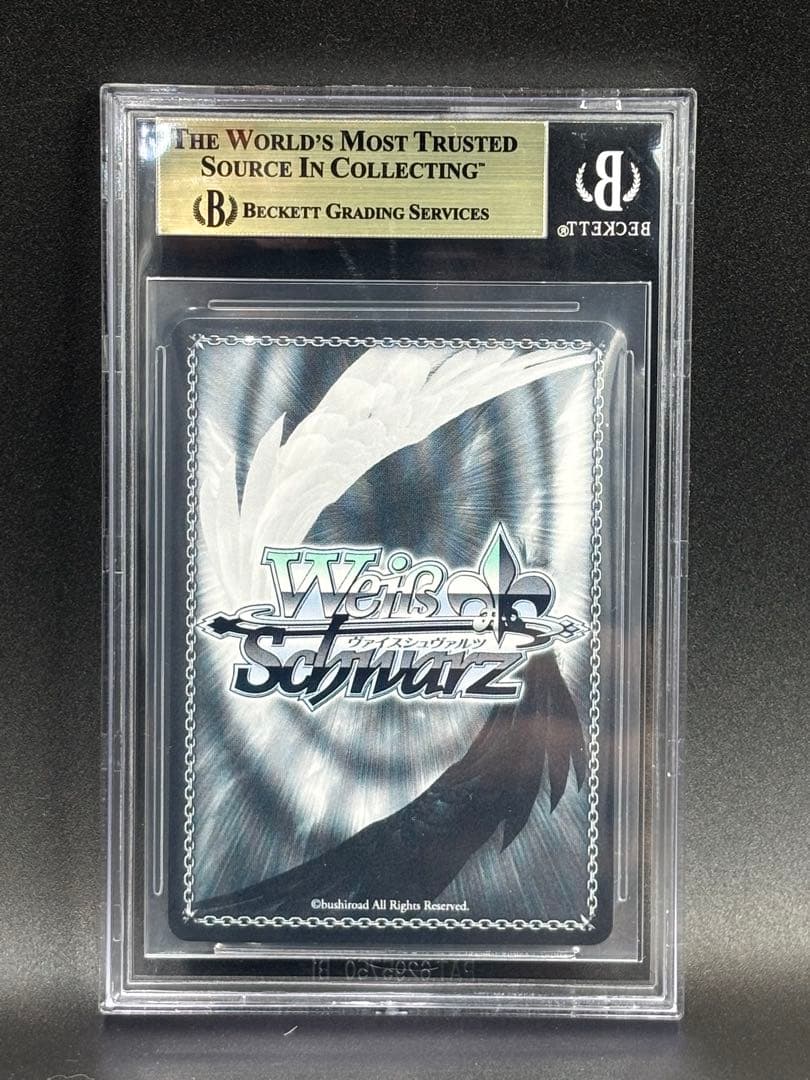 THE WORLD'S MOST TRUSTED
SOURCE IN COLLECTING™
B BECKETT GRADING SERVICES
B
BECKETT®
Weiß
ヴァイスシュヴァルツ
Schwarz
©bushiroad All Rights Reserved.